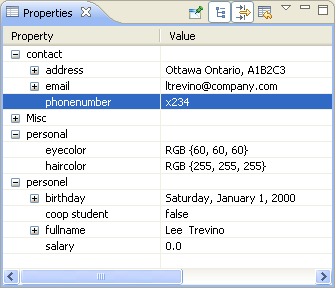 Properties
Property Value
contact
address Ottawa Ontario, A1B2C3
email ltrevino@company.com
phonenumber x234
Misc
personal
eyecolor RGB {60, 60, 60}
haircolor RGB {255, 255, 255}
personel
birthday Saturday, January 1, 2000
coop student false
fullname Lee Trevino
salary 0.0